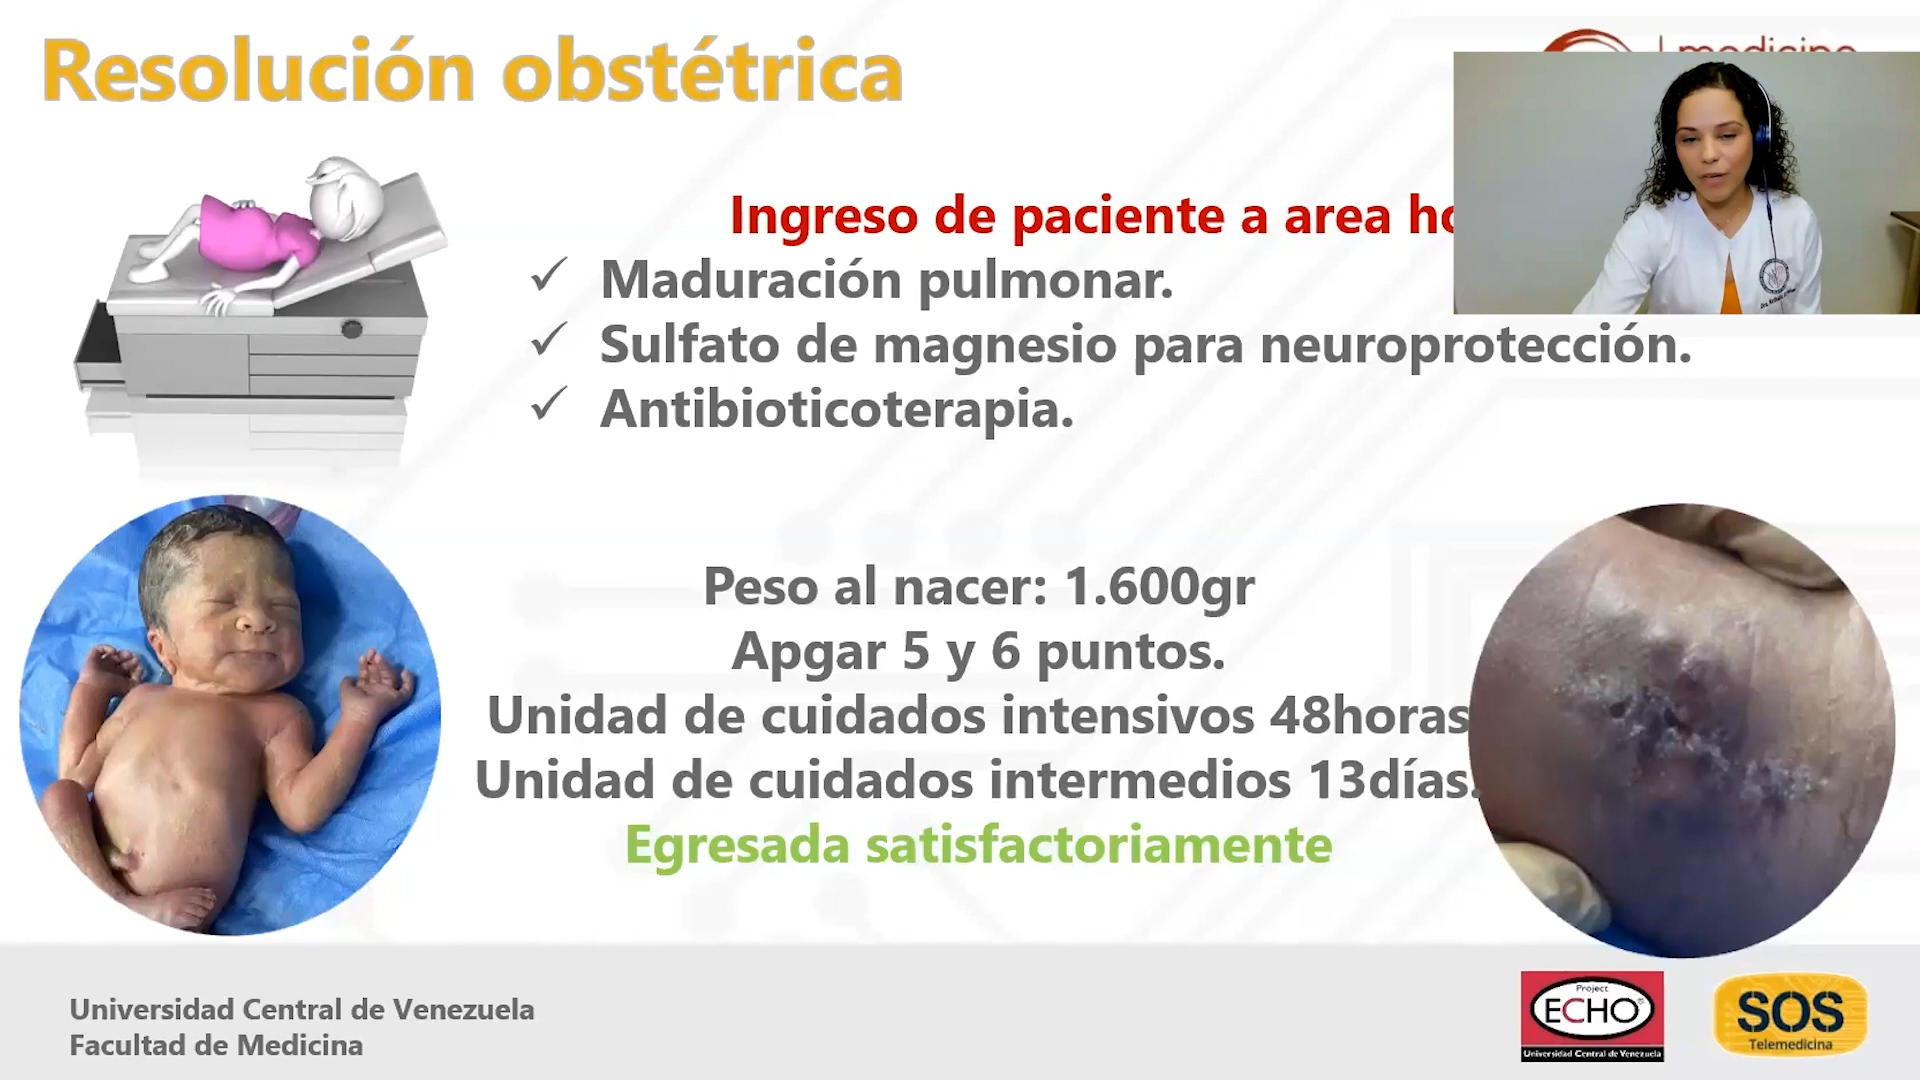 Resolución obstétrica
Ingreso de paciente a area
✓ Maduración pulmonar.
✓ Sulfato de magnesio para neuroprotección.
✓ Antibioticoterapia.
Peso al nacer: 1.600gr
Apgar 5 y 6 puntos.
Unidad de cuidados intensivos 48horas
Unidad de cuidados intermedios 13días.
Egresada satisfactoriamente
Universidad Central de Venezuela
Facultad de Medicina
Project
ECHO®
Universidad Central de Venezuela
SOS
Telemedicina